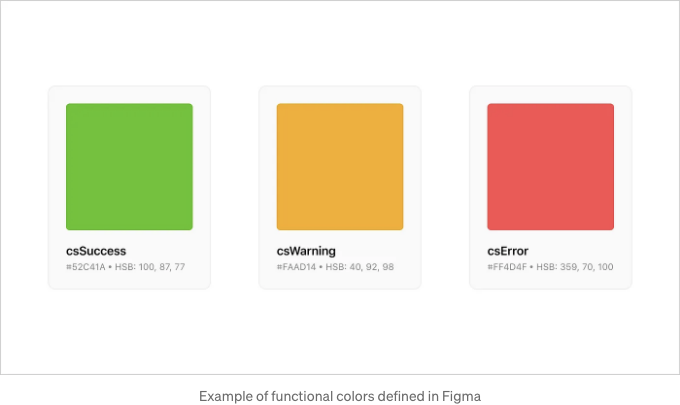 csSuccess
#52C41A • HSB: 100, 87, 77
csWarning
#FAAD14 • HSB: 40, 92, 98
csError
#FF4D4F • HSB: 359, 70, 100
Example of functional colors defined in Figma